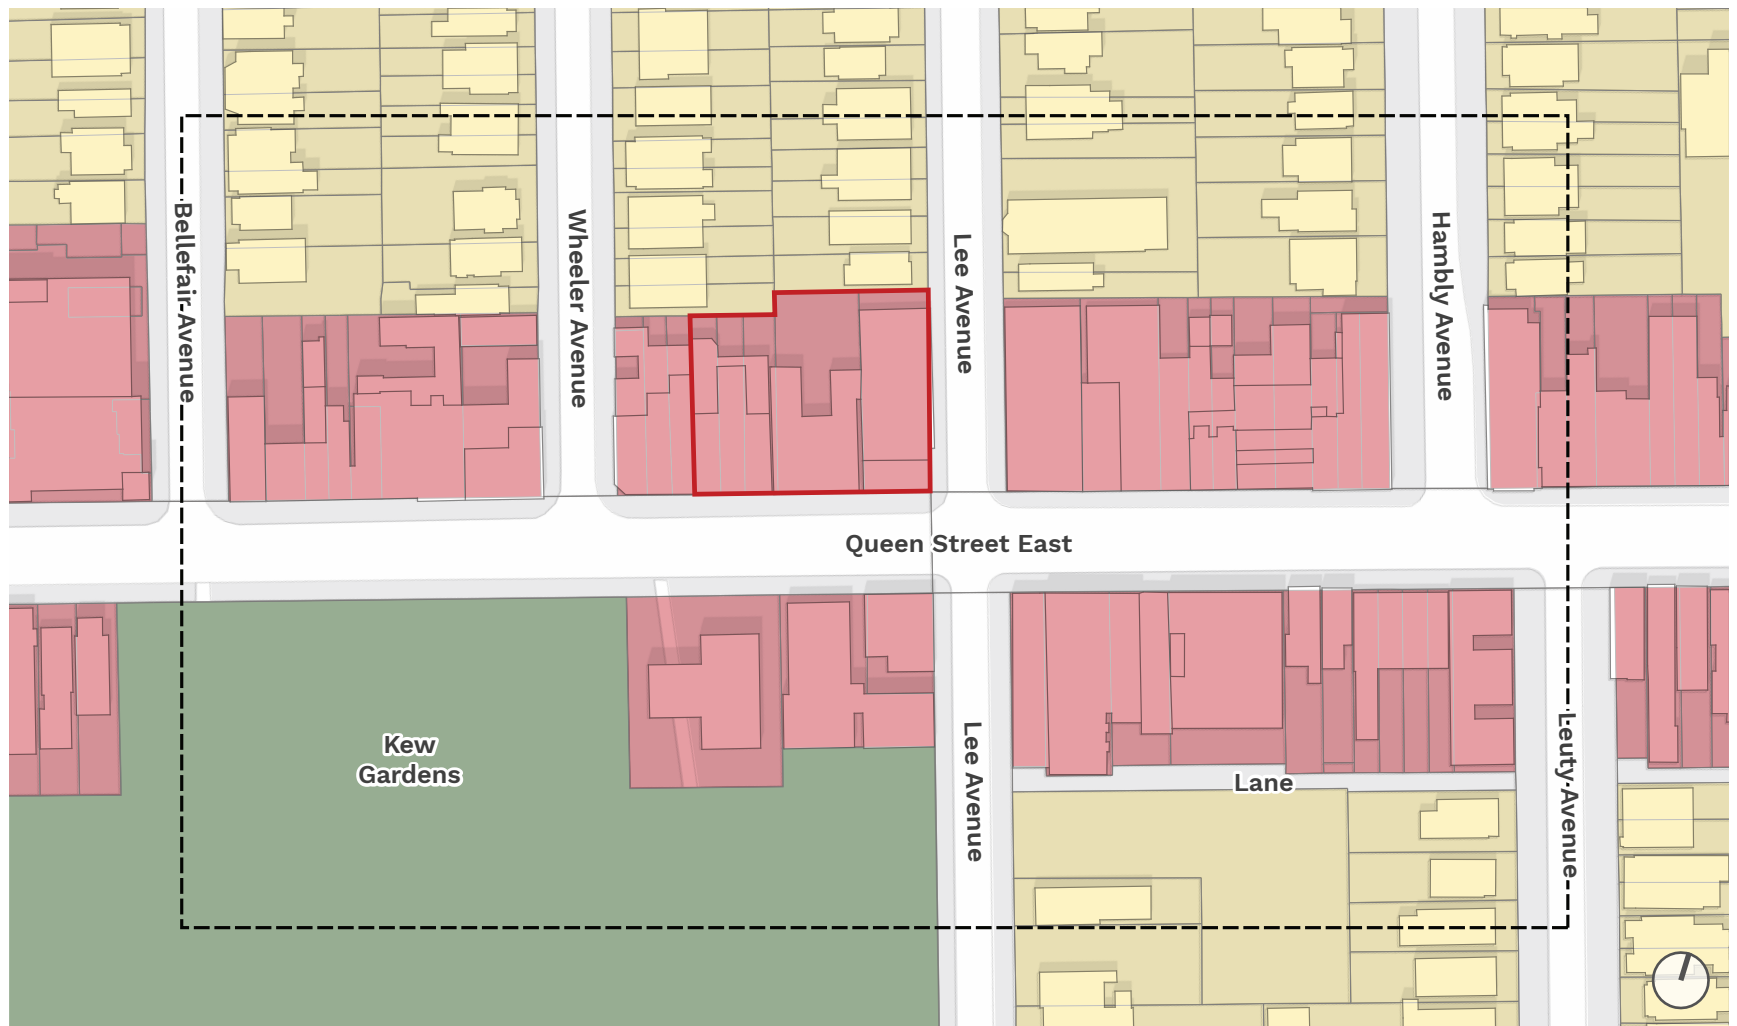 Bellefair Avenue
Wheeler Avenue
Lee Avenue
Hambly Avenue
Queen Street East
Kew
Gardens
Lee Avenue
Lane
Leuty Avenue